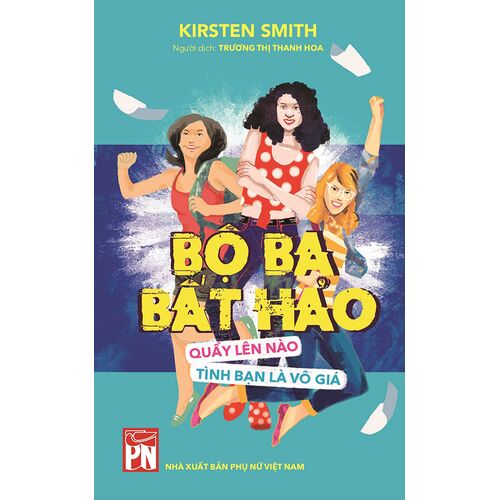 KIRSTEN SMITH
Người dịch: TRƯƠNG THỊ THANH HOA
BỘ BA
BẤT HẢO
QUẨY LÊN NÀO
TÌNH BẠN LÀ VÔ GIÁ
PN
NHÀ XUẤT BẢN PHỤ NỮ VIỆT NAM